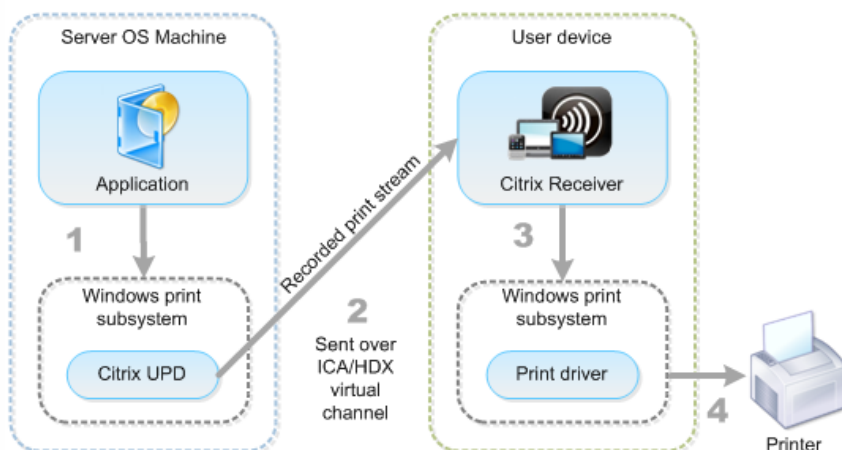 Server OS Machine
Application
1
Windows print
subsystem
Citrix UPD
Recorded print stream
2
Sent over
ICA/HDX
virtual
channel
User device
Citrix Receiver
3
Windows print
subsystem
Print driver
4
Printer